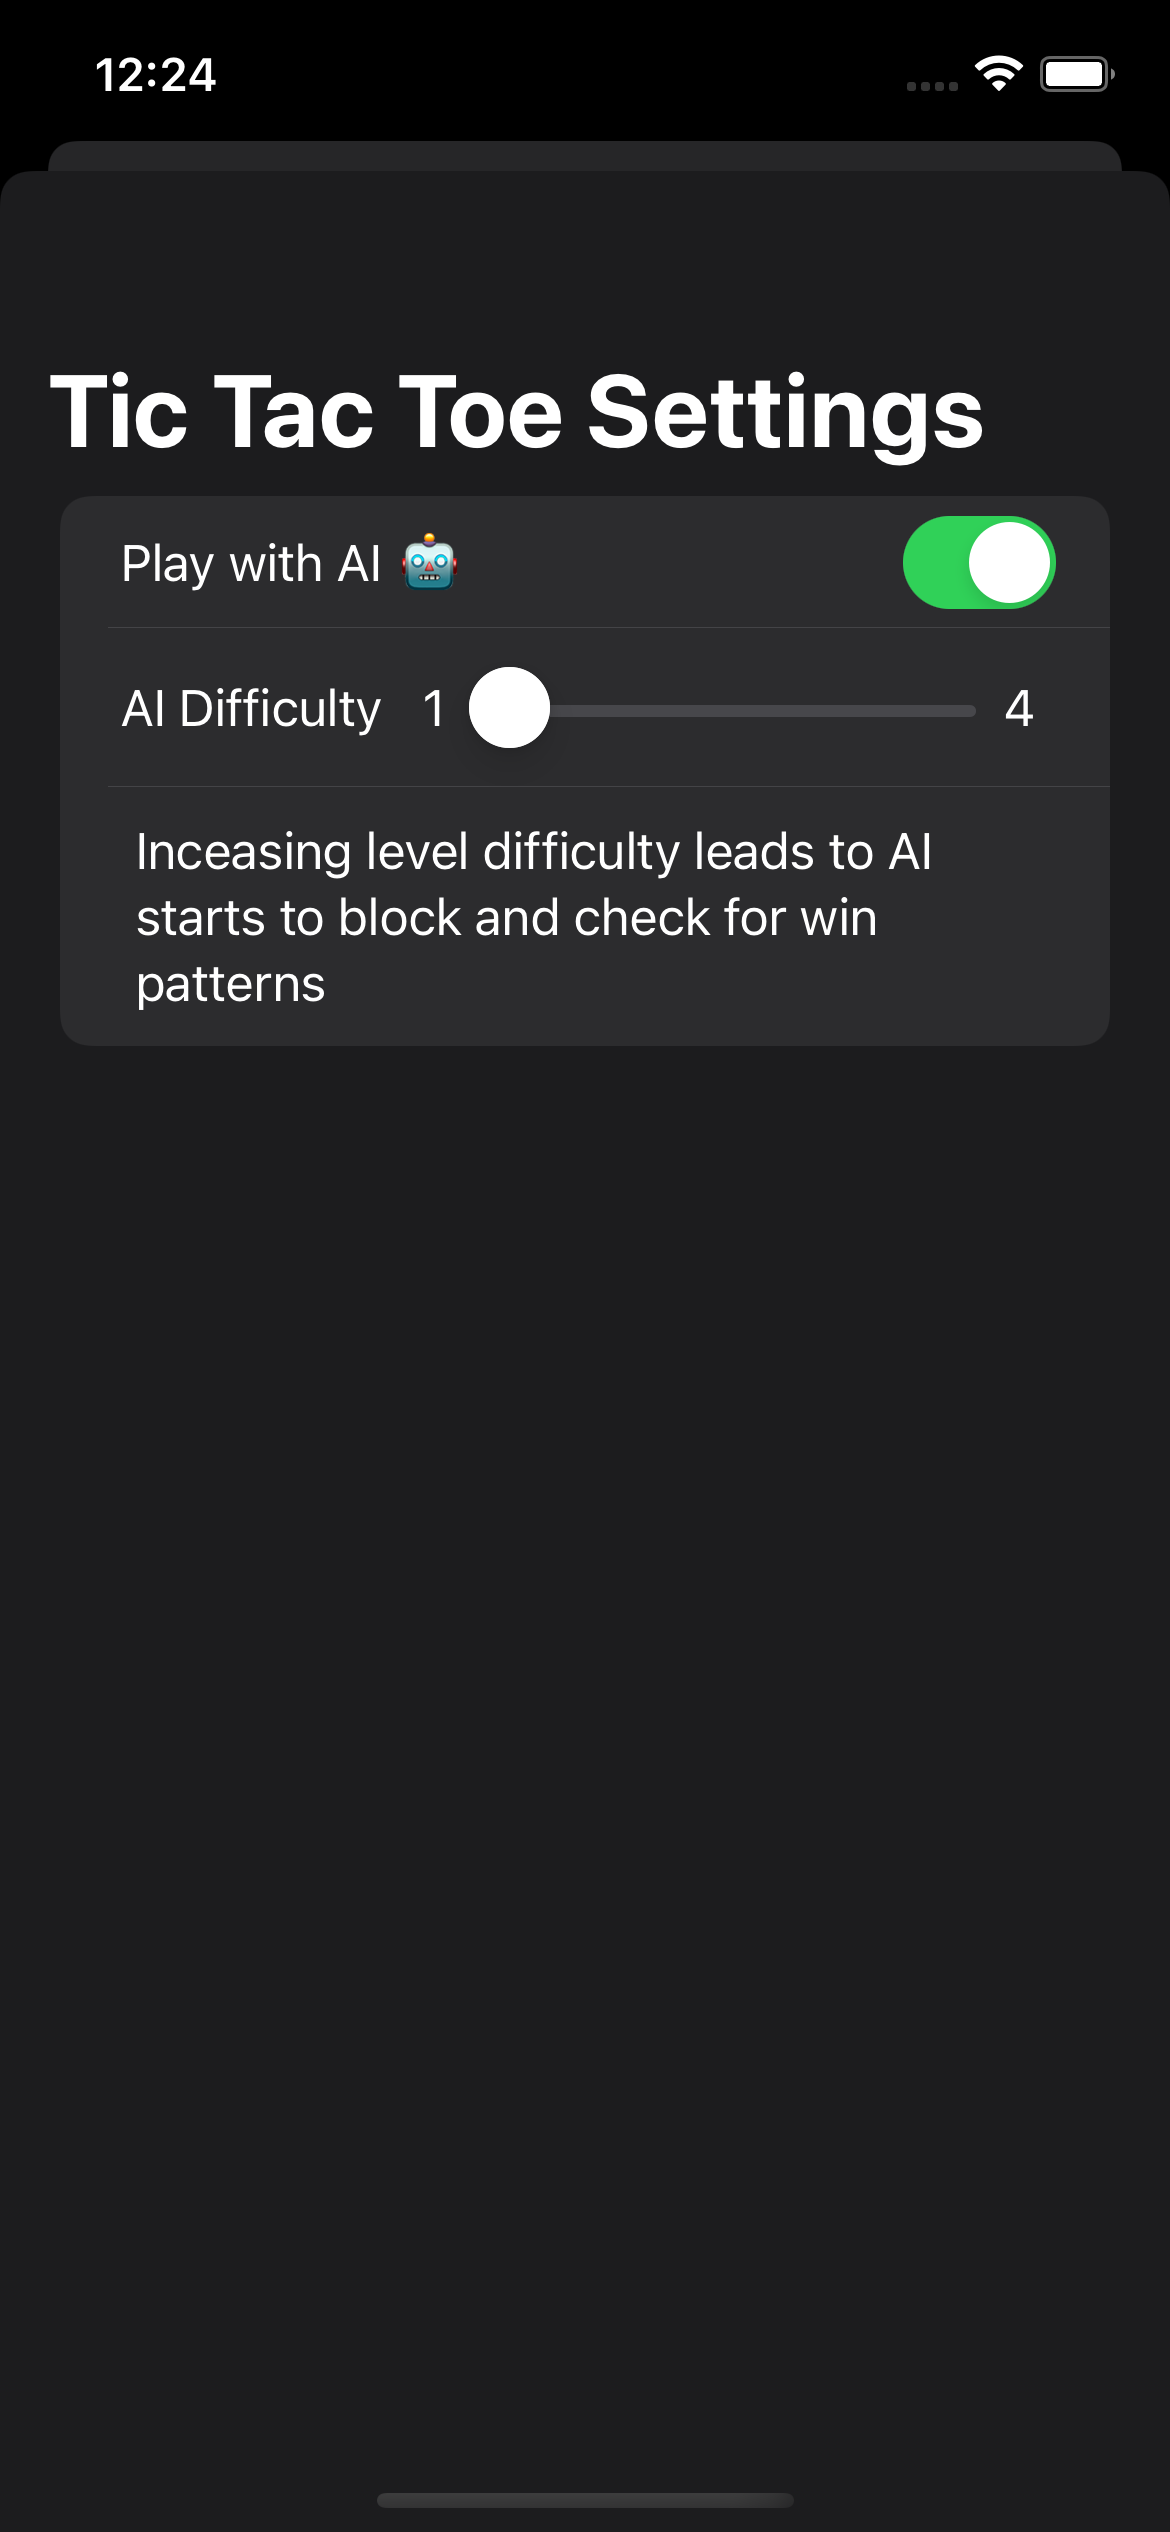 12:24
Tic Tac Toe Settings
Play with AI 🤖
AI Difficulty 1 4
Inceasing level difficulty leads to AI
starts to block and check for win
patterns